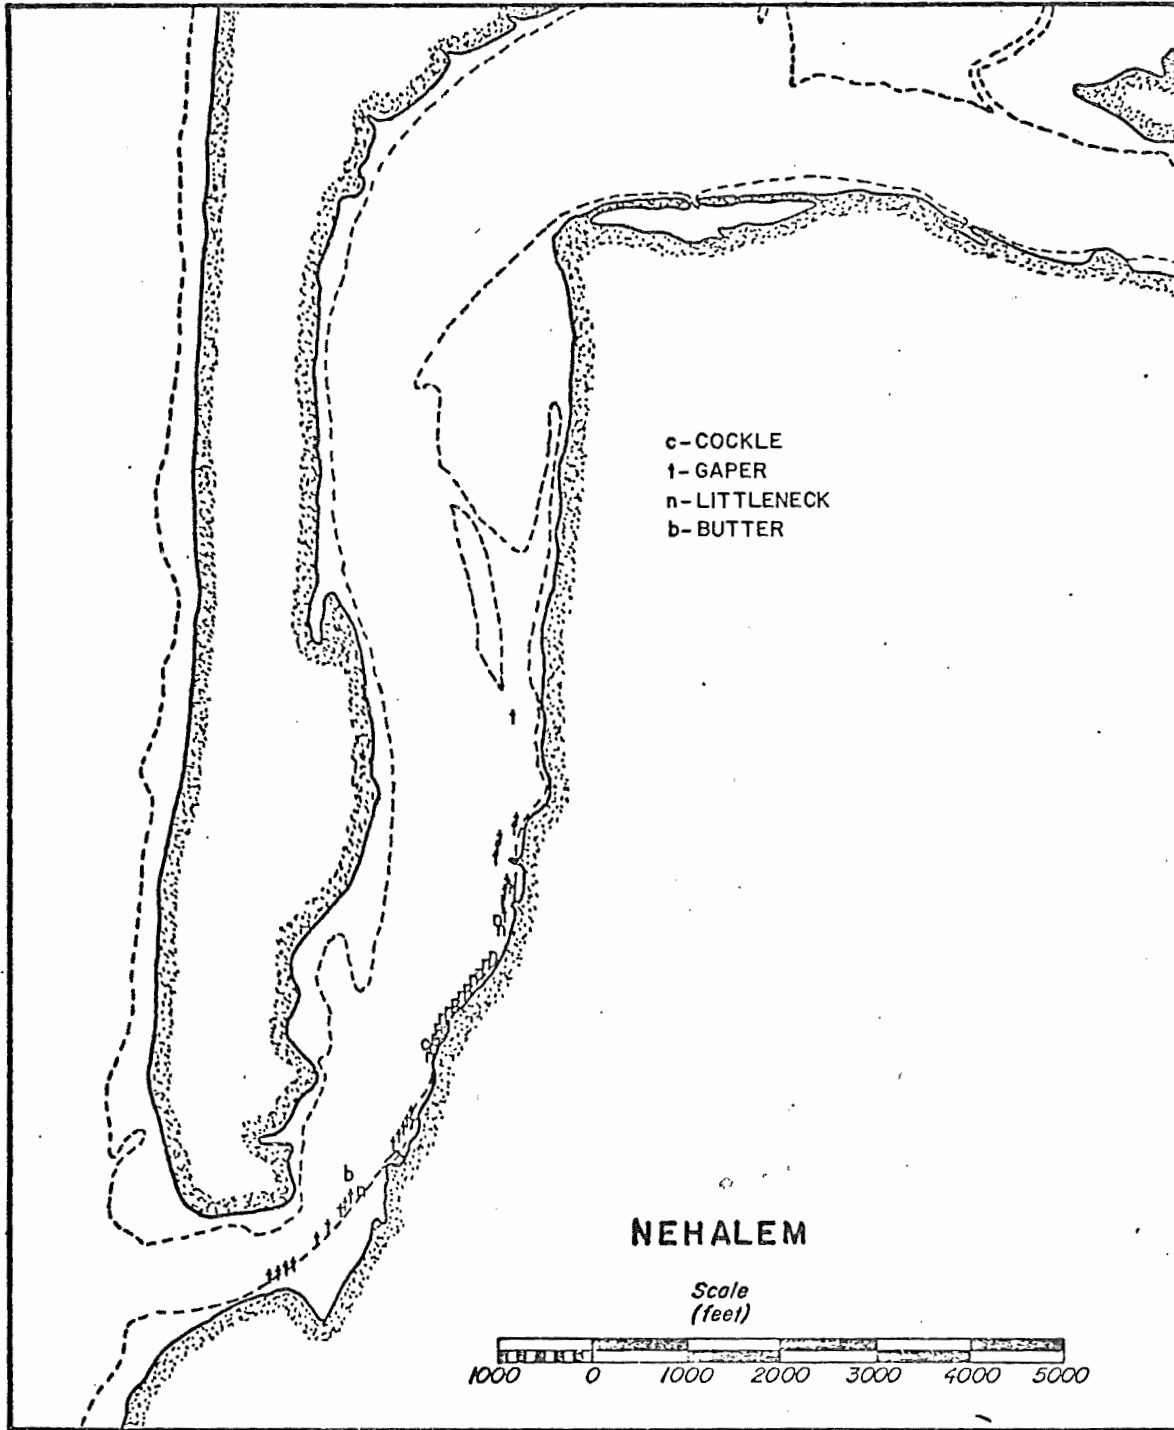 c-COCKLE
t-GAPER
n-LITTLENECK
b-BUTTER
t
b
NEHALEM
Scale
(feet)
1000 0 1000 2000 3000 4000 5000